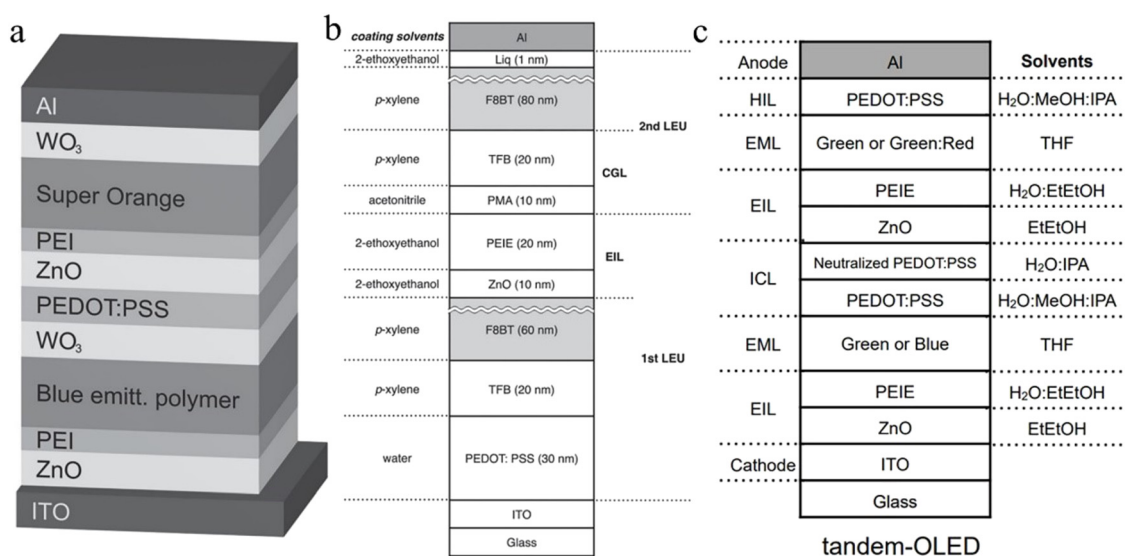 a
Al
WO₃
Super Orange
PEI
ZnO
PEDOT:PSS
WO₃
Blue emitt. polymer
PEI
ZnO
ITO
b
coating solvents
Al
2-ethoxyethanol
Liq (1 nm)
p-xylene
F8BT (80 nm)
2nd LEU
p-xylene
TFB (20 nm)
CGL
acetonitrile
PMA (10 nm)
2-ethoxyethanol
PEIE (20 nm)
EIL
2-ethoxyethanol
ZnO (10 nm)
p-xylene
F8BT (60 nm)
1st LEU
p-xylene
TFB (20 nm)
water
PEDOT: PSS (30 nm)
ITO
Glass
c
Solvents
Anode
Al
HIL
PEDOT:PSS
H₂O:MeOH:IPA
EML
Green or Green:Red
THF
EIL
PEIE
H₂O:EtEtOH
ZnO
EtEtOH
ICL
Neutralized PEDOT:PSS
H₂O:IPA
PEDOT:PSS
H₂O:MeOH:IPA
EML
Green or Blue
THF
EIL
PEIE
H₂O:EtEtOH
ZnO
EtEtOH
Cathode
ITO
Glass
tandem-OLED